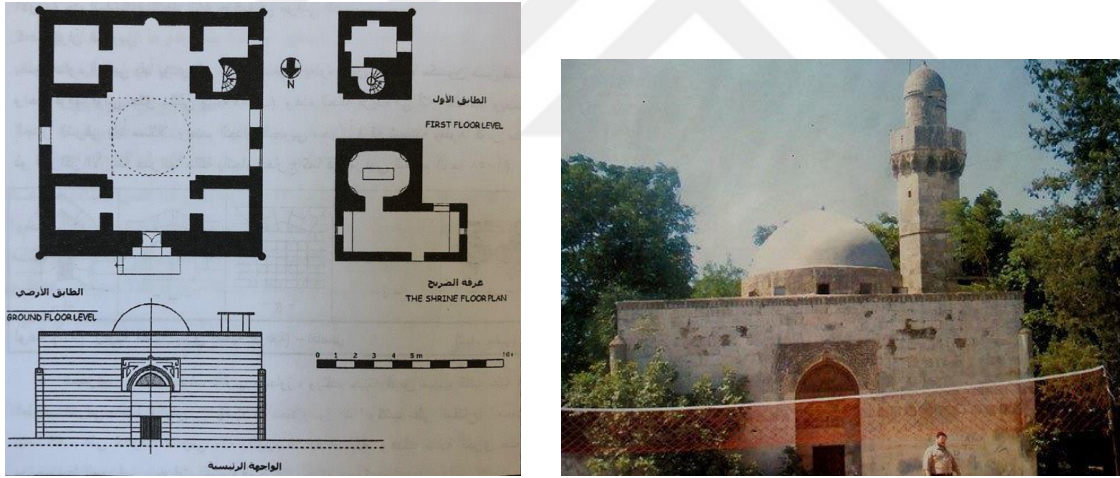 N
الطابق الأول
FIRST FLOOR LEVEL
غرفة الضريح
THE SHRINE FLOOR PLAN
الطابق الأرضي
GROUND FLOOR LEVEL
0 1 2 3 4 5 m
الواجهة الرئيسية